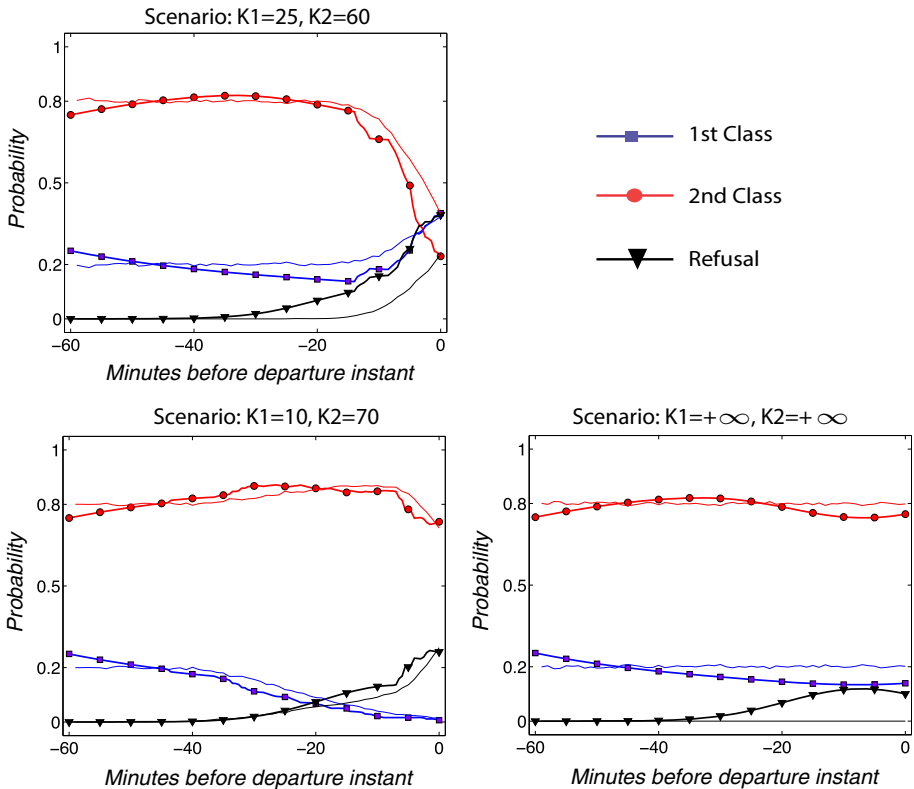 Scenario: K1=25, K2=60
1
0.8
0.5
0.2
0
Probability
−60
−40
−20
0
Minutes before departure instant
1st Class
2nd Class
Refusal
Scenario: K1=10, K2=70
1
0.8
0.5
0.2
0
Probability
−60
−40
−20
0
Minutes before departure instant
Scenario: K1=+∞, K2=+∞
1
0.8
0.5
0.2
0
Probability
−60
−40
−20
0
Minutes before departure instant